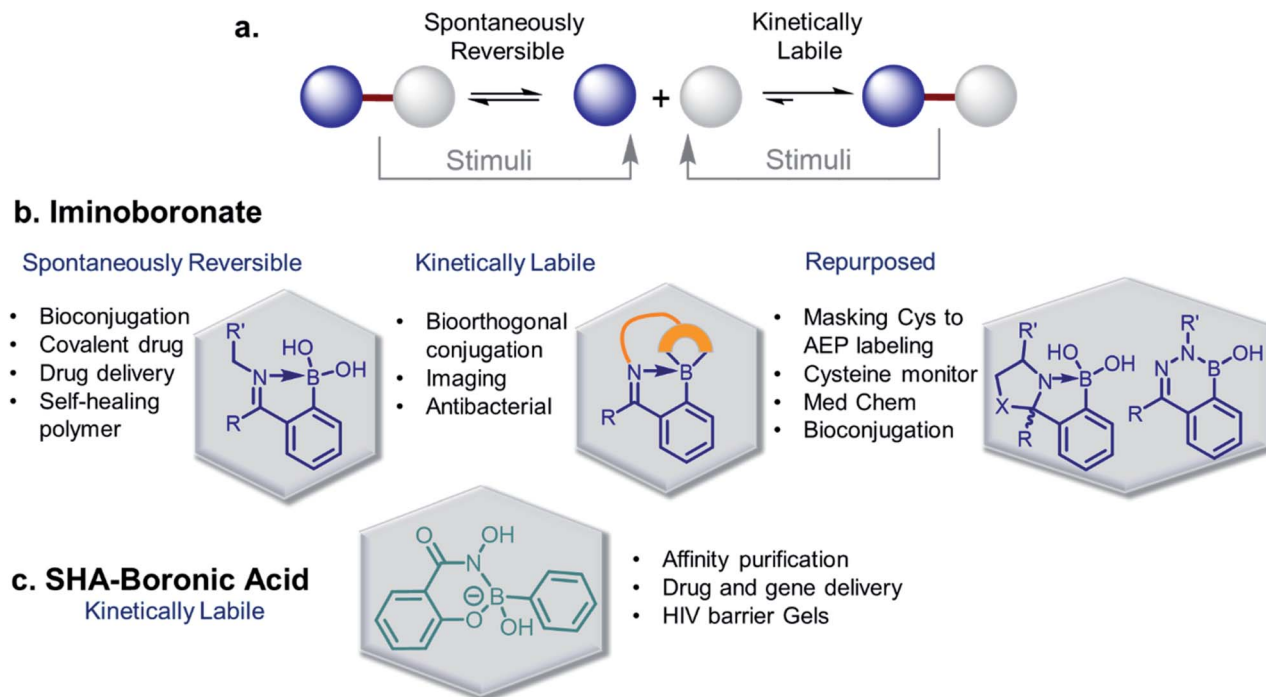 a.
Spontaneously
Reversible
Kinetically
Labile
+
Stimuli
Stimuli
b. Iminoboronate
Spontaneously Reversible
• Bioconjugation
• Covalent drug
• Drug delivery
• Self-healing
polymer
R'
HO
N
B
OH
R
Kinetically Labile
• Bioorthogonal
conjugation
• Imaging
• Antibacterial
N
B
R
Repurposed
• Masking Cys to
AEP labeling
• Cysteine monitor
• Med Chem
• Bioconjugation
R'
HO
OH
N
B
X
R
R'
N
OH
N
B
R
c. SHA-Boronic Acid
Kinetically Labile
O
OH
N
⊖
B
O
OH
• Affinity purification
• Drug and gene delivery
• HIV barrier Gels